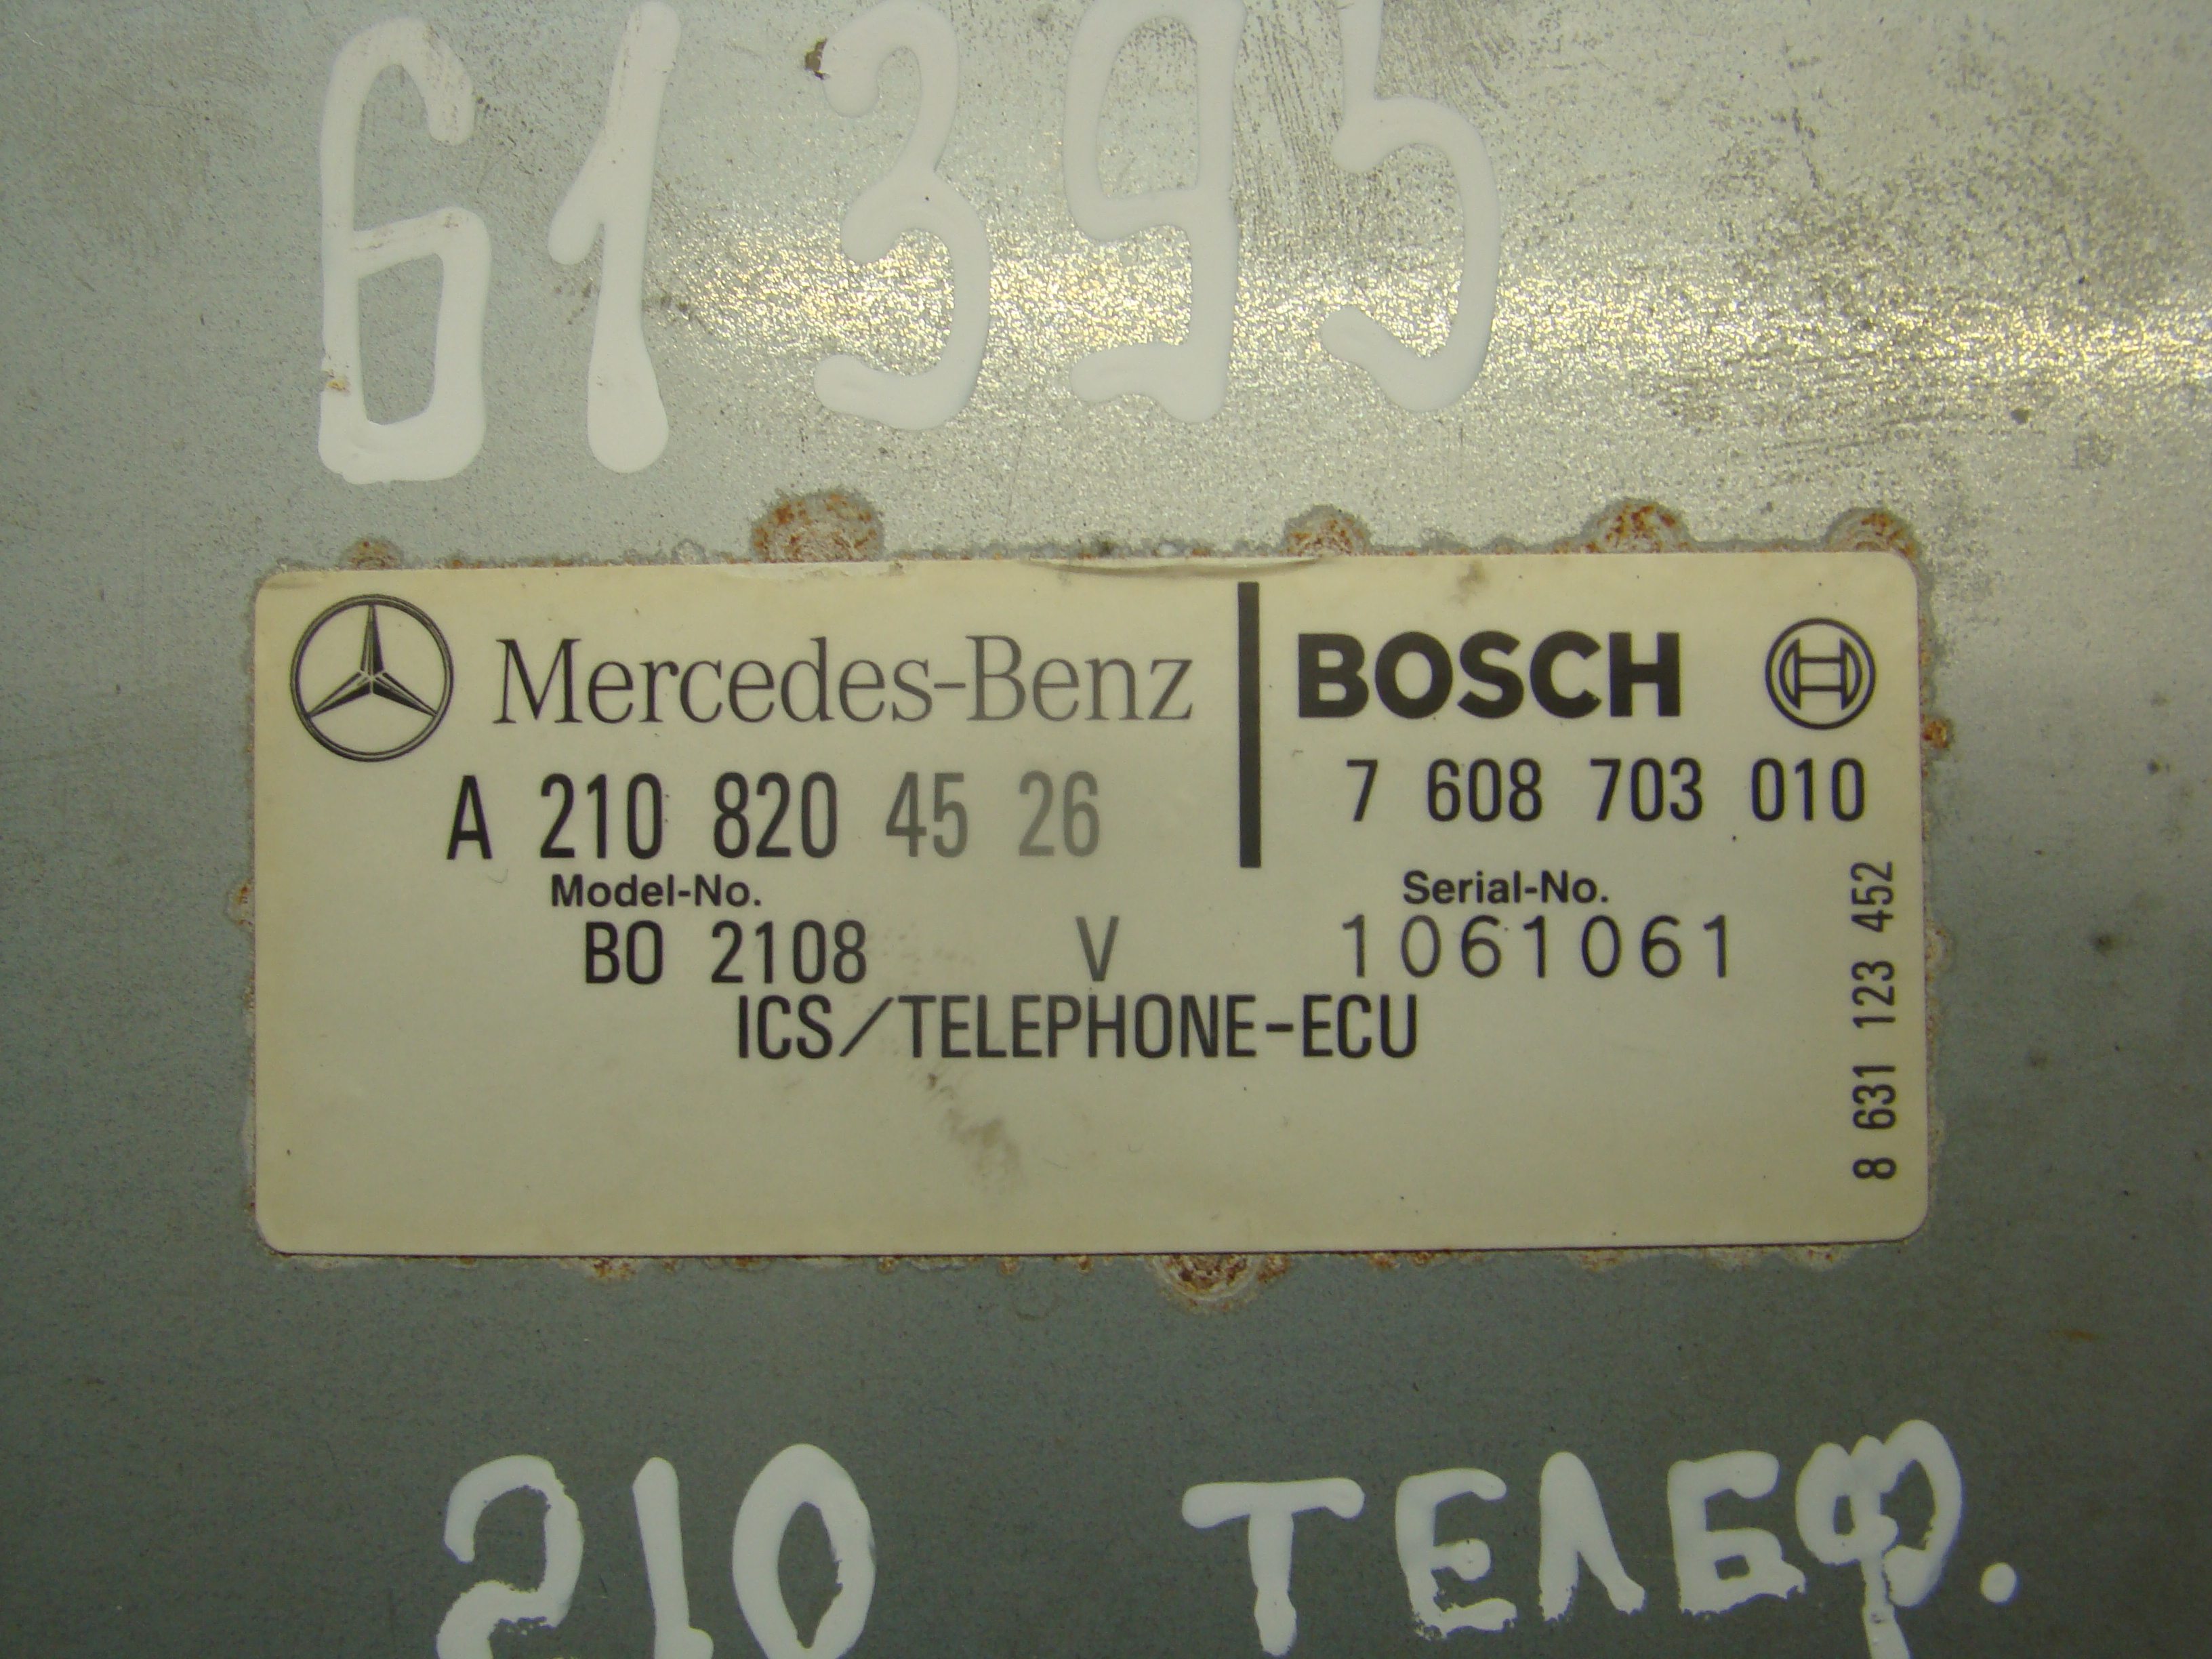 61395
Mercedes-Benz
BOSCH
A 210 820 45 26
7 608 703 010
Model-No.
Serial-No.
BO 2108 V
1061061
ICS/TELEPHONE-ECU
8 631 123 452
210 ТЕЛЕФ.